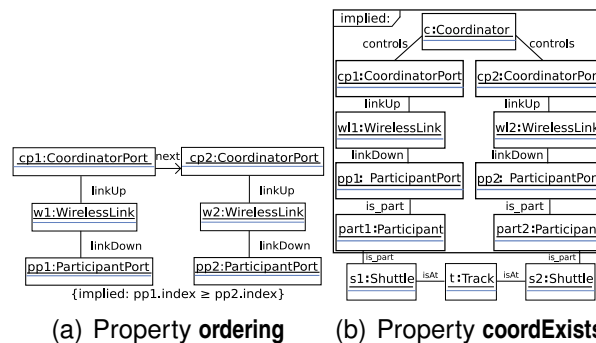 cp1:CoordinatorPort
next
cp2:CoordinatorPort
linkUp
linkUp
w1:WirelessLink
w2:WirelessLink
linkDown
linkDown
pp1:ParticipantPort
pp2:ParticipantPort
{implied: pp1.index ≥ pp2.index}
(a) Property ordering
implied:
c:Coordinator
controls
controls
cp1:CoordinatorPort
cp2:CoordinatorPort
linkUp
linkUp
wl1:WirelessLink
wl2:WirelessLink
linkDown
linkDown
pp1: ParticipantPort
pp2: ParticipantPort
is_part
is_part
part1:Participant
part2:Participant
is_part
is_part
s1:Shuttle
isAt
t:Track
isAt
s2:Shuttle
(b) Property coordExists